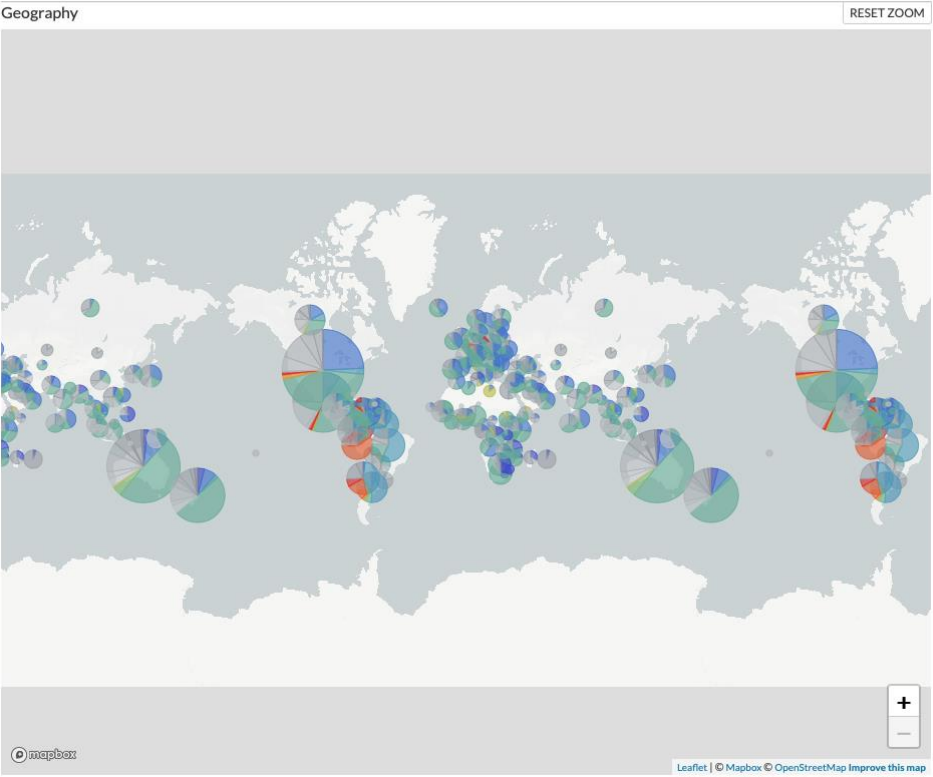 Geography
RESET ZOOM
+
−
mapbox
Leaflet | © Mapbox © OpenStreetMap Improve this map